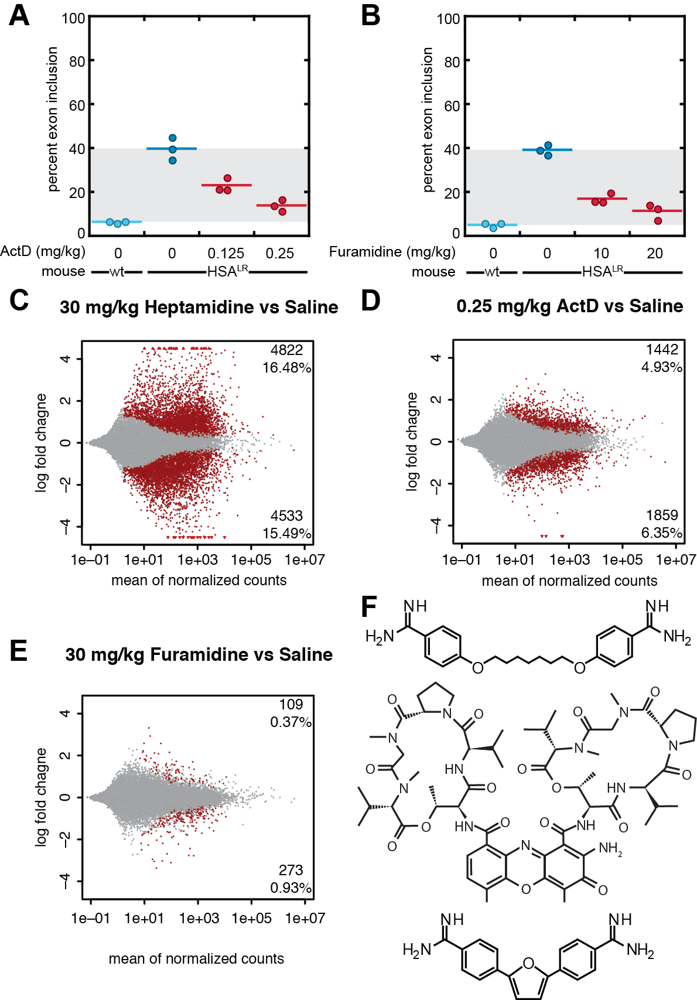 A
percent exon inclusion
100
80
60
40
20
0
ActD (mg/kg) 0 0 0.125 0.25
mouse wt HSALR
B
percent exon inclusion
100
80
60
40
20
0
Furamidine (mg/kg) 0 0 10 20
mouse wt HSALR
C
30 mg/kg Heptamidine vs Saline
log fold chagne
4
2
0
−2
−4
4822
16.48%
4533
15.49%
1e−01 1e+01 1e+03 1e+05 1e+07
mean of normalized counts
D
0.25 mg/kg ActD vs Saline
log fold chagne
4
2
0
−2
−4
1442
4.93%
1859
6.35%
1e−01 1e+01 1e+03 1e+05 1e+07
mean of normalized counts
E
30 mg/kg Furamidine vs Saline
log fold chagne
4
2
0
−2
−4
109
0.37%
273
0.93%
1e−01 1e+01 1e+03 1e+05 1e+07
mean of normalized counts
F
NH NH
H2N NH2
O O
O O
N O N O
N O N
O HN N O
N O O O HN
O O
O HN O NH O
N NH2
O O
NH NH
H2N O NH2